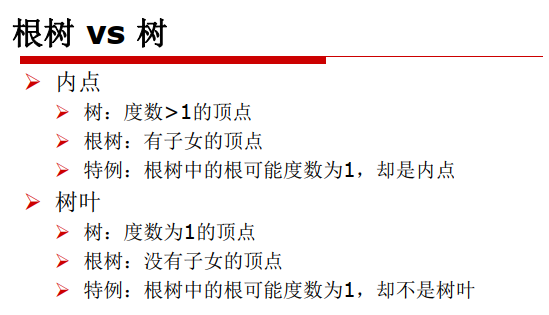 根树 vs 树
内点
树：度数>1的顶点
根树：有子女的顶点
特例：根树中的根可能度数为1，却是内点
树叶
树：度数为1的顶点
根树：没有子女的顶点
特例：根树中的根可能度数为1，却不是树叶